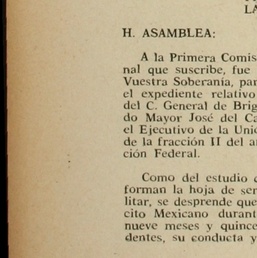 LA
H. ASAMBLEA:
A la Primera Comis
nal que suscribe, fue
Vuestra Soberanía, par
el expediente relativo
del C. General de Brig
do Mayor José del Ca
el Ejecutivo de la Unió
de la fracción II del ar
ción Federal.
Como del estudio
forman la hoja de ser
litar, se desprende que
cito Mexicano durant
nueve meses y quince
dentes, su conducta y